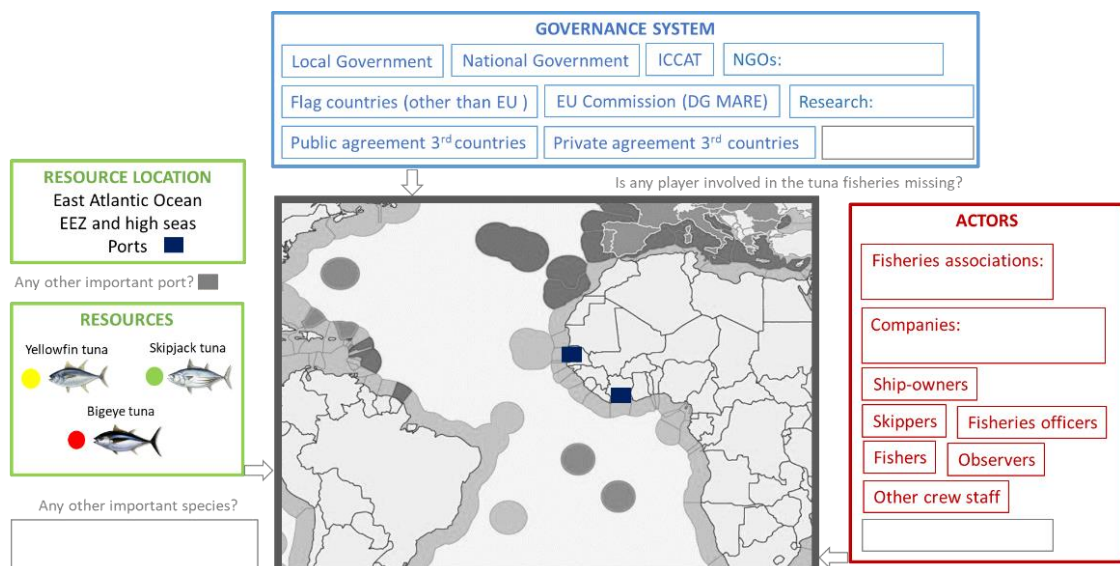 GOVERNANCE SYSTEM
Local Government
National Government
ICCAT
NGOs:
Flag countries (other than EU )
EU Commission (DG MARE)
Research:
Public agreement 3rd countries
Private agreement 3rd countries
Is any player involved in the tuna fisheries missing?
RESOURCE LOCATION
East Atlantic Ocean
EEZ and high seas
Ports
Any other important port?
RESOURCES
Yellowfin tuna
Skipjack tuna
Bigeye tuna
Any other important species?
ACTORS
Fisheries associations:
Companies:
Ship-owners
Skippers
Fisheries officers
Fishers
Observers
Other crew staff